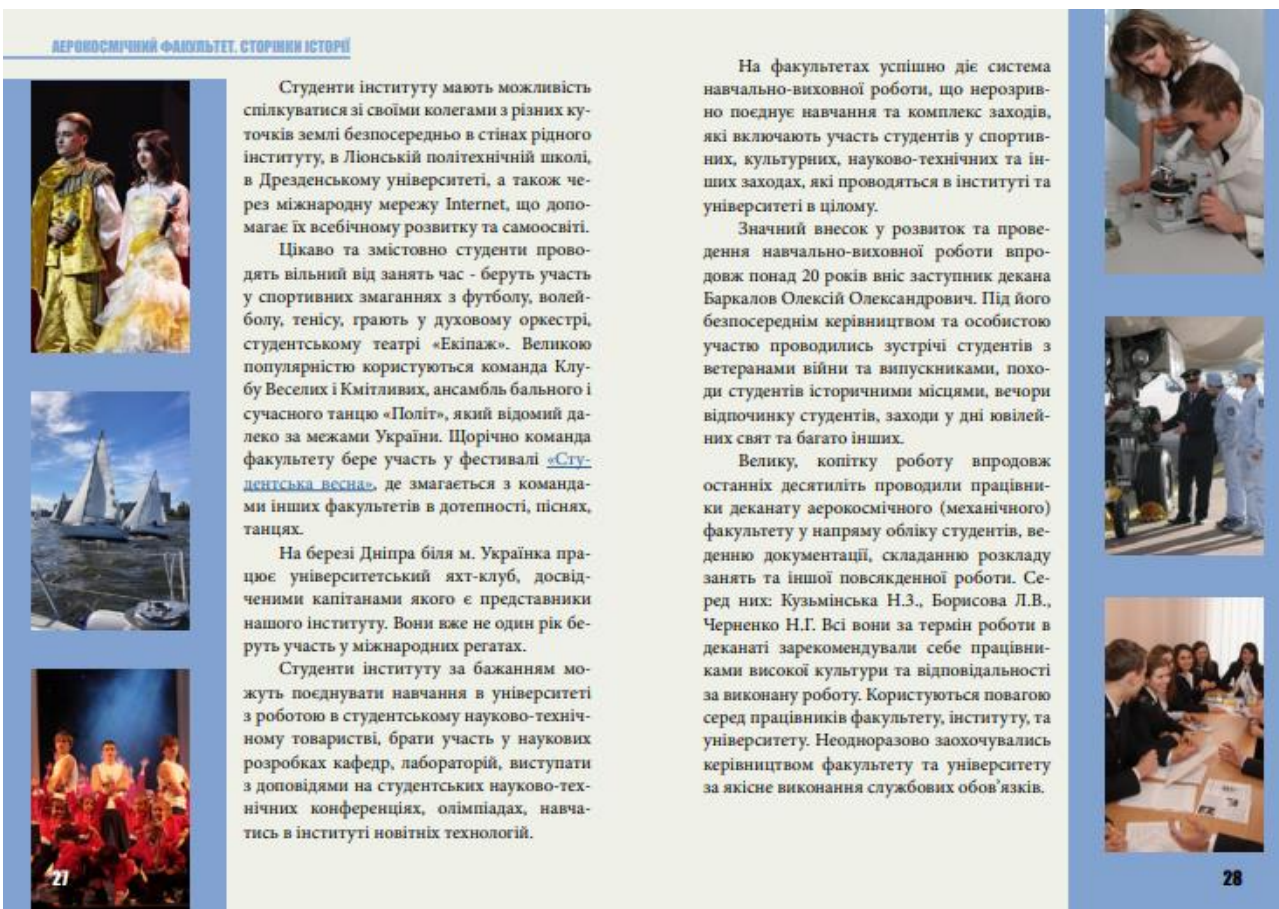 АЕРОКОСМІЧНИЙ ФАКУЛЬТЕТ. СТОРІНКИ ІСТОРІЇ
Студенти інституту мають можливість
спілкуватися зі своїми колегами з різних ку-
точків землі безпосередньо в стінах рідного
інституту, в Ліонській політехнічній школі,
в Дрезденському університеті, а також че-
рез міжнародну мережу Internet, що допо-
магає їх всебічному розвитку та самоосвіті.
Цікаво та змістовно студенти прово-
дять вільний від занять час - беруть участь
у спортивних змаганнях з футболу, волей-
болу, тенісу, грають у духовому оркестрі,
студентському театрі «Екіпаж». Великою
популярністю користуються команда Клу-
бу Веселих і Кмітливих, ансамбль бального і
сучасного танцю «Політ», який відомий да-
леко за межами України. Щорічно команда
факультету бере участь у фестивалі «Сту-
дентська весна», де змагається з команда-
ми інших факультетів в дотепності, піснях,
танцях.
На березі Дніпра біля м. Українка пра-
цює університетський яхт-клуб, досвід-
ченими капітанами якого є представники
нашого інституту. Вони вже не один рік бе-
руть участь у міжнародних регатах.
Студенти інституту за бажанням мо-
жуть поєднувати навчання в університеті
з роботою в студентському науково-техніч-
ному товаристві, брати участь у наукових
розробках кафедр, лабораторій, виступати
з доповідями на студентських науково-тех-
нічних конференціях, олімпіадах, навча-
тись в інституті новітніх технологій.
27
На факультетах успішно діє система
навчально-виховної роботи, що нерозрив-
но поєднує навчання та комплекс заходів,
які включають участь студентів у спортив-
них, культурних, науково-технічних та ін-
ших заходах, які проводяться в інституті та
університеті в цілому.
Значний внесок у розвиток та прове-
дення навчально-виховної роботи впро-
довж понад 20 років вніс заступник декана
Баркалов Олексій Олександрович. Під його
безпосереднім керівництвом та особистою
участю проводились зустрічі студентів з
ветеранами війни та випускниками, похо-
ди студентів історичними місцями, вечори
відпочинку студентів, заходи у дні ювілей-
них свят та багато інших.
Велику, копітку роботу впродовж
останніх десятиліть проводили працівни-
ки деканату аерокосмічного (механічного)
факультету у напряму обліку студентів, ве-
денню документації, складанню розкладу
занять та іншої повсякденної роботи. Се-
ред них: Кузьмінська Н.З., Борисова Л.В.,
Черненко Н.Г. Всі вони за термін роботи в
деканаті зарекомендували себе працівни-
ками високої культури та відповідальності
за виконану роботу. Користуються повагою
серед працівників факультету, інституту, та
університету. Неодноразово заохочувались
керівництвом факультету та університету
за якісне виконання службових обов’язків.
28